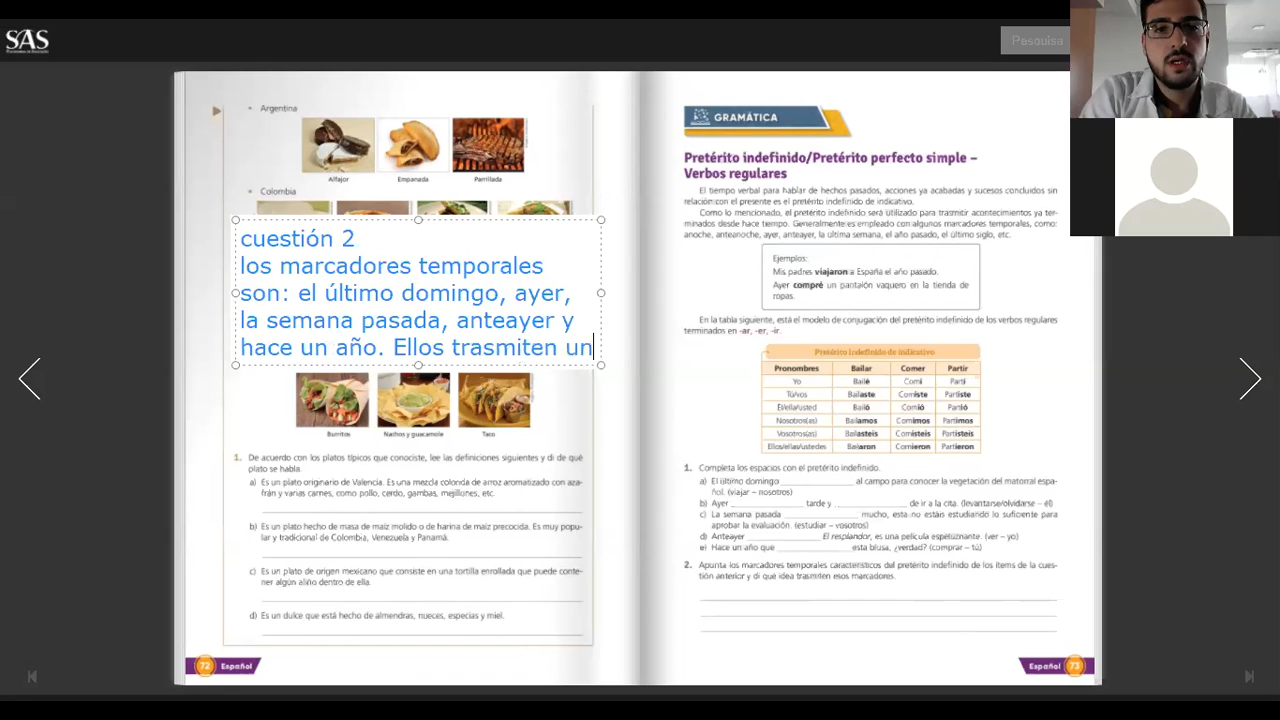 SAS
Pesquisa
Argentina
Alfajor
Empanada
Parrillada
Colombia
cuestión 2
los marcadores temporales
son: el último domingo, ayer,
la semana pasada, anteayer y
hace un año. Ellos trasmiten un
Burritos
Nachos y guacamole
Taco
1. De acuerdo con los platos típicos que conociste, lee las definiciones siguientes y di de qué
plato se habla.
a) Es un plato originario de Valencia. Es una mezcla colorida de arroz aromatizado con aza-
frán y varias carnes, como pollo, cerdo, gambas, mejillones, etc.
b) Es un plato hecho de masa de maíz molido o de harina de maíz precocida. Es muy popu-
lar y tradicional de Colombia, Venezuela y Panamá.
c) Es un plato de origen mexicano que consiste en una tortilla enrollada que puede conte-
ner algún aliño dentro de ella.
d) Es un dulce que está hecho de almendras, nueces, especias y miel.
72 Español
GRAMÁTICA
Pretérito indefinido/Pretérito perfecto simple –
Verbos regulares
El tiempo verbal para hablar de hechos pasados, acciones ya acabadas y sucesos concluidos sin
relación con el presente es el pretérito indefinido de indicativo.
Como lo mencionado, el pretérito indefinido será utilizado para trasmitir acontecimientos ya ter-
minados desde hace tiempo. Generalmente es empleado con algunos marcadores temporales, como:
anoche, anteanoche, ayer, anteayer, la última semana, el año pasado, el último siglo, etc.
Ejemplos:
Mis padres viajaron a España el año pasado.
Ayer compré un pantalón vaquero en la tienda de
ropas.
En la tabla siguiente, está el modelo de conjugación del pretérito indefinido de los verbos regulares
terminados en -ar, -er, -ir.
Pretérito indefinido de indicativo
Pronombres Bailar Comer Partir
Yo Bailé Comí Partí
Tú/vos Bailaste Comiste Partiste
Él/ella/usted Bailó Comió Partió
Nosotros(as) Bailamos Comimos Partimos
Vosotros(as) Bailasteis Comisteis Partisteis
Ellos/ellas/ustedes Bailaron Comieron Partieron
1. Completa los espacios con el pretérito indefinido.
a) El último domingo ______ al campo para conocer la vegetación del matorral espa-
ñol. (viajar – nosotros)
b) Ayer ______ tarde y ______ de ir a la cita. (levantarse/olvidarse – él)
c) La semana pasada ______ mucho, esta no estáis estudiando lo suficiente para
aprobar la evaluación. (estudiar – vosotros)
d) Anteayer ______ El resplandor, es una película espeluznante. (ver – yo)
e) Hace un año que ______ esta blusa, ¿verdad? (comprar – tú)
2. Apunta los marcadores temporales característicos del pretérito indefinido de los ítems de la cues-
tión anterior y di qué idea trasmiten esos marcadores.
Español 73